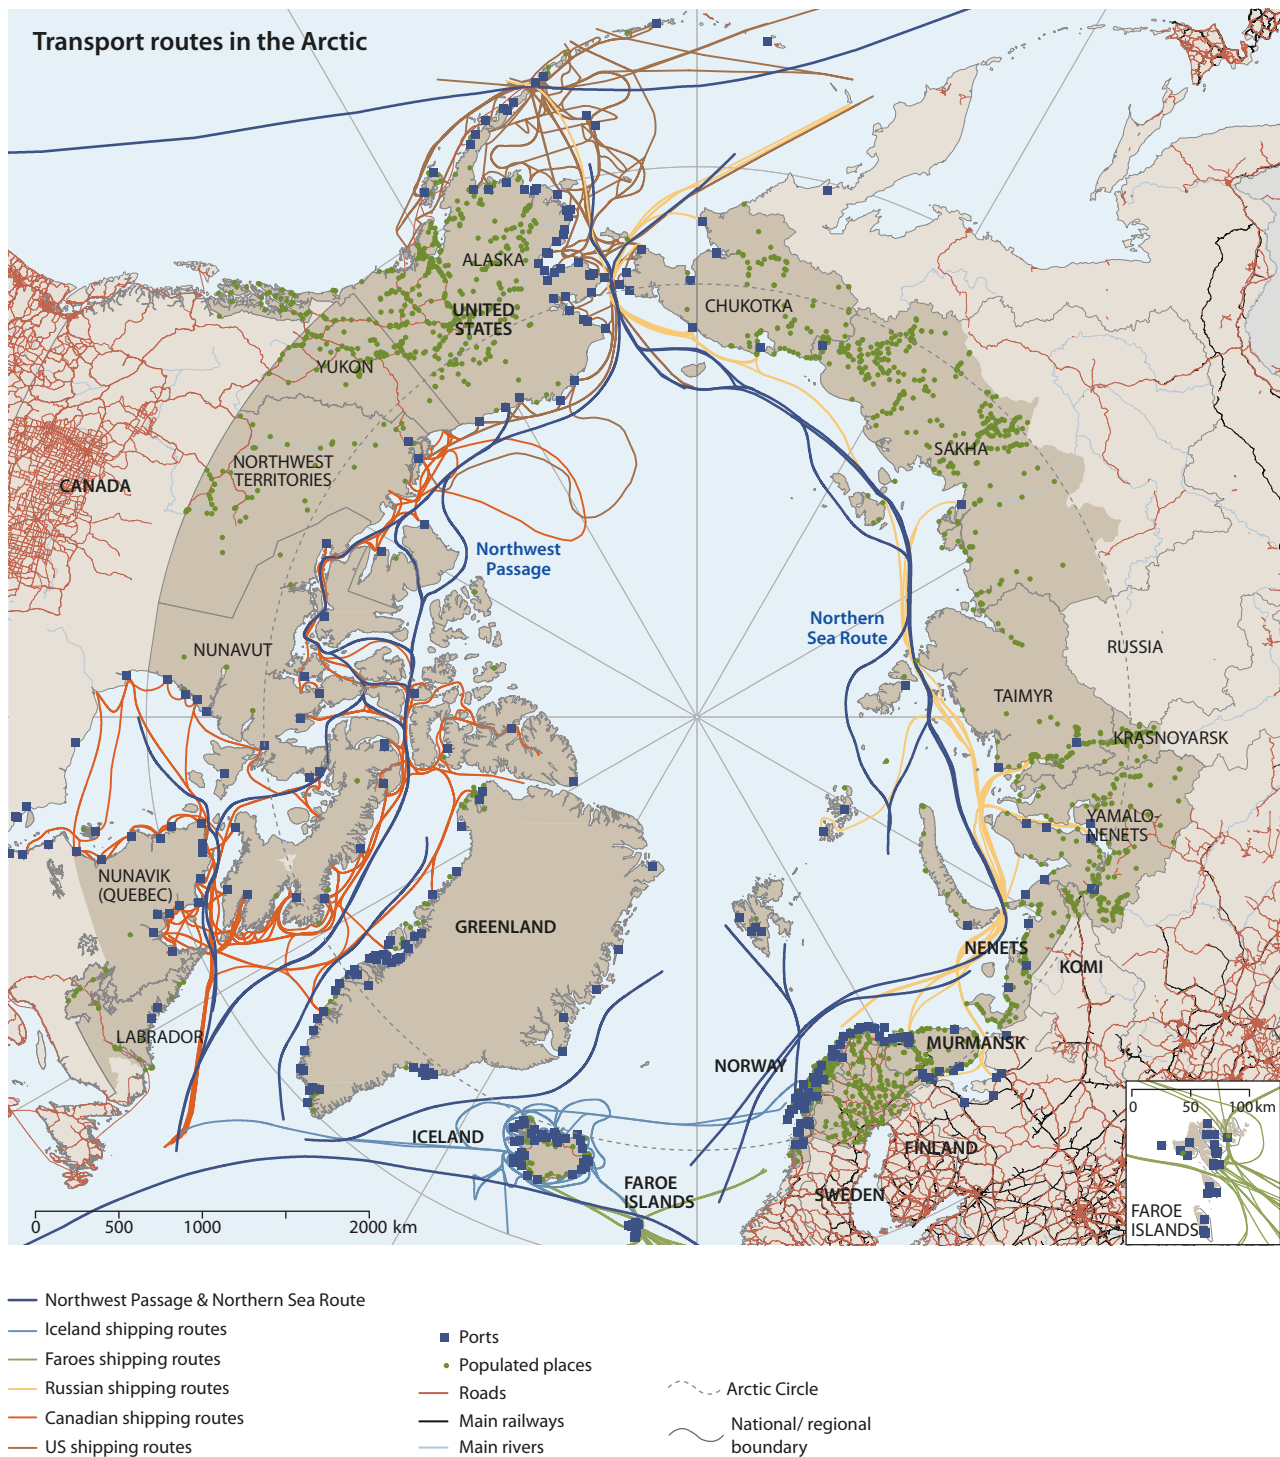 Transport routes in the Arctic
ALASKA
UNITED
STATES
CHUKOTKA
YUKON
NORTHWEST
TERRITORIES
CANADA
SAKHA
Northwest
Passage
Northern
Sea Route
NUNAVUT
RUSSIA
TAIMYR
KRASNOYARSK
YAMALO-
NENETS
NUNAVIK
(QUEBEC)
GREENLAND
NENETS
KOMI
LABRADOR
MURMANSK
NORWAY
ICELAND
FINLAND
FAROE
ISLANDS
SWEDEN
0 500 1000 2000 km
0 50 100 km
FAROE
ISLANDS
Northwest Passage & Northern Sea Route
Iceland shipping routes
Faroes shipping routes
Russian shipping routes
Canadian shipping routes
US shipping routes
Ports
Populated places
Roads
Main railways
Main rivers
Arctic Circle
National/ regional
boundary